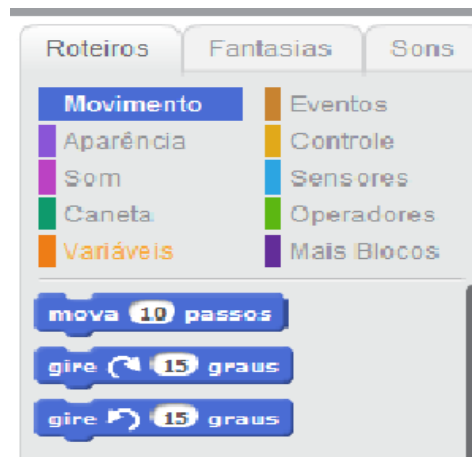 Roteiros Fantasias Sons
Movimento Eventos
Aparência Controle
Som Sensores
Caneta Operadores
Variáveis Mais Blocos
mova 10 passos
gire 15 graus
gire 15 graus